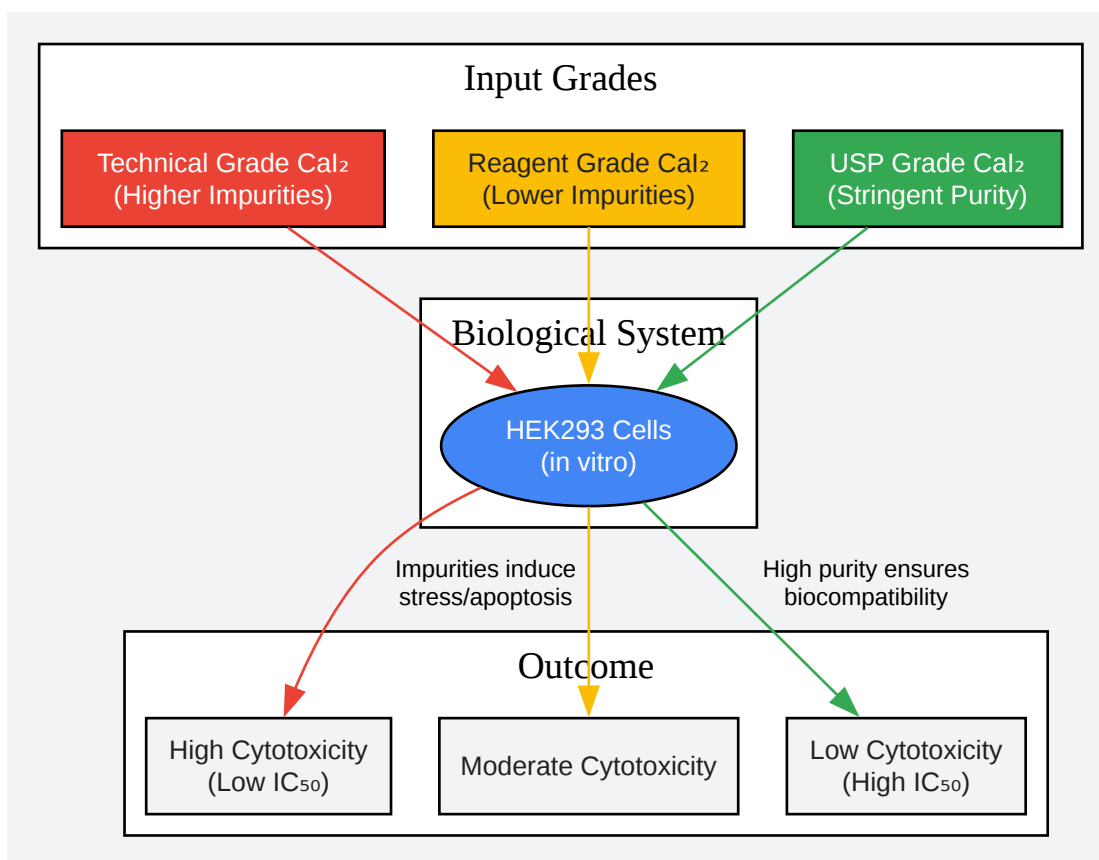 Input Grades
Technical Grade CaI₂
(Higher Impurities)
Reagent Grade CaI₂
(Lower Impurities)
USP Grade CaI₂
(Stringent Purity)
Biological System
HEK293 Cells
(in vitro)
Impurities induce
stress/apoptosis
High purity ensures
biocompatibility
Outcome
High Cytotoxicity
(Low IC₅₀)
Moderate Cytotoxicity
Low Cytotoxicity
(High IC₅₀)